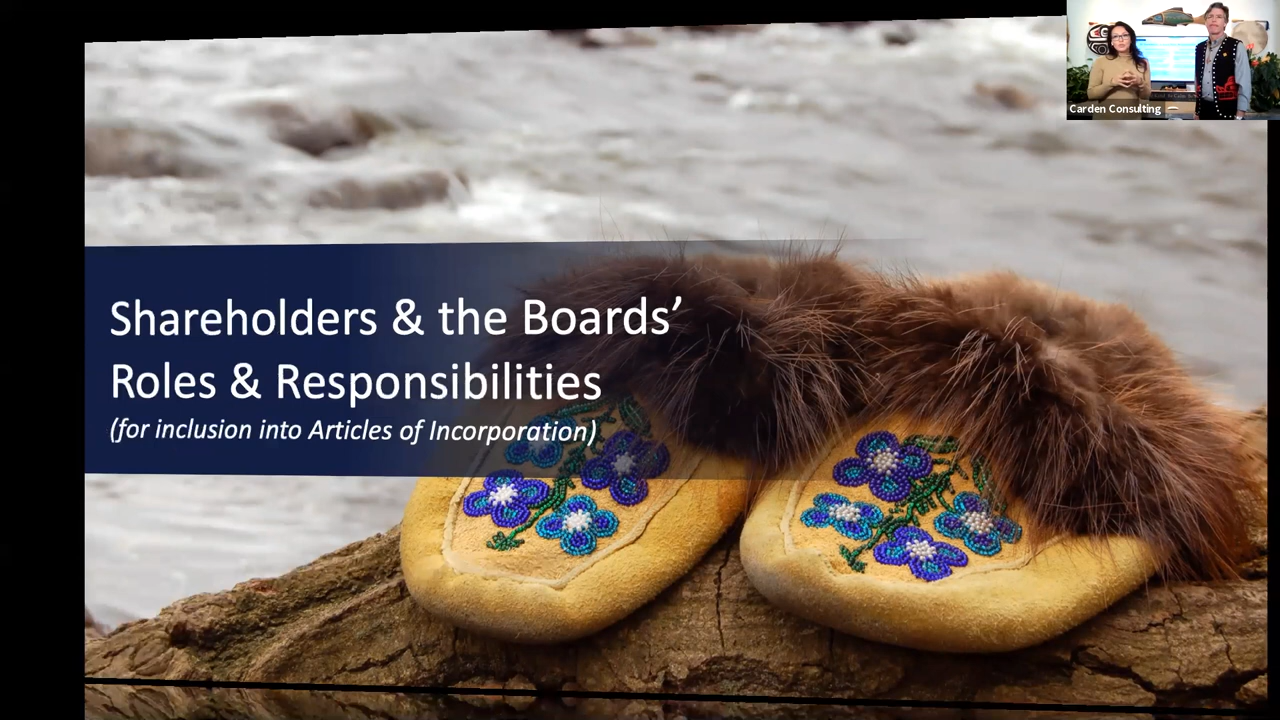 Shareholders & the Boards’
Roles & Responsibilities
(for inclusion into Articles of Incorporation)
Carden Consulting